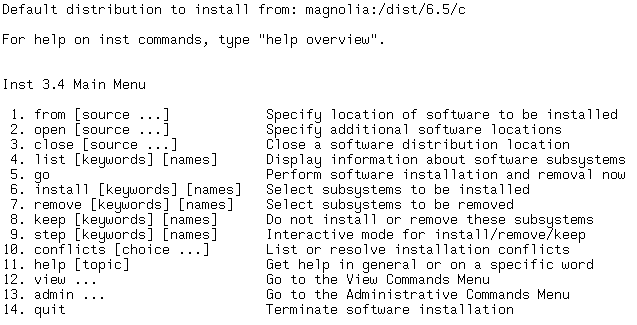 Default distribution to install from: magnolia:/dist/6.5/c
For help on inst commands, type "help overview".
Inst 3.4 Main Menu
1. from [source ...] Specify location of software to be installed
2. open [source ...] Specify additional software locations
3. close [source ...] Close a software distribution location
4. list [keywords] [names] Display information about software subsystems
5. go Perform software installation and removal now
6. install [keywords] [names] Select subsystems to be installed
7. remove [keywords] [names] Select subsystems to be removed
8. keep [keywords] [names] Do not install or remove these subsystems
9. step [keywords] [names] Interactive mode for install/remove/keep
10. conflicts [choice ...] List or resolve installation conflicts
11. help [topic] Get help in general or on a specific word
12. view ... Go to the View Commands Menu
13. admin ... Go to the Administrative Commands Menu
14. quit Terminate software installation